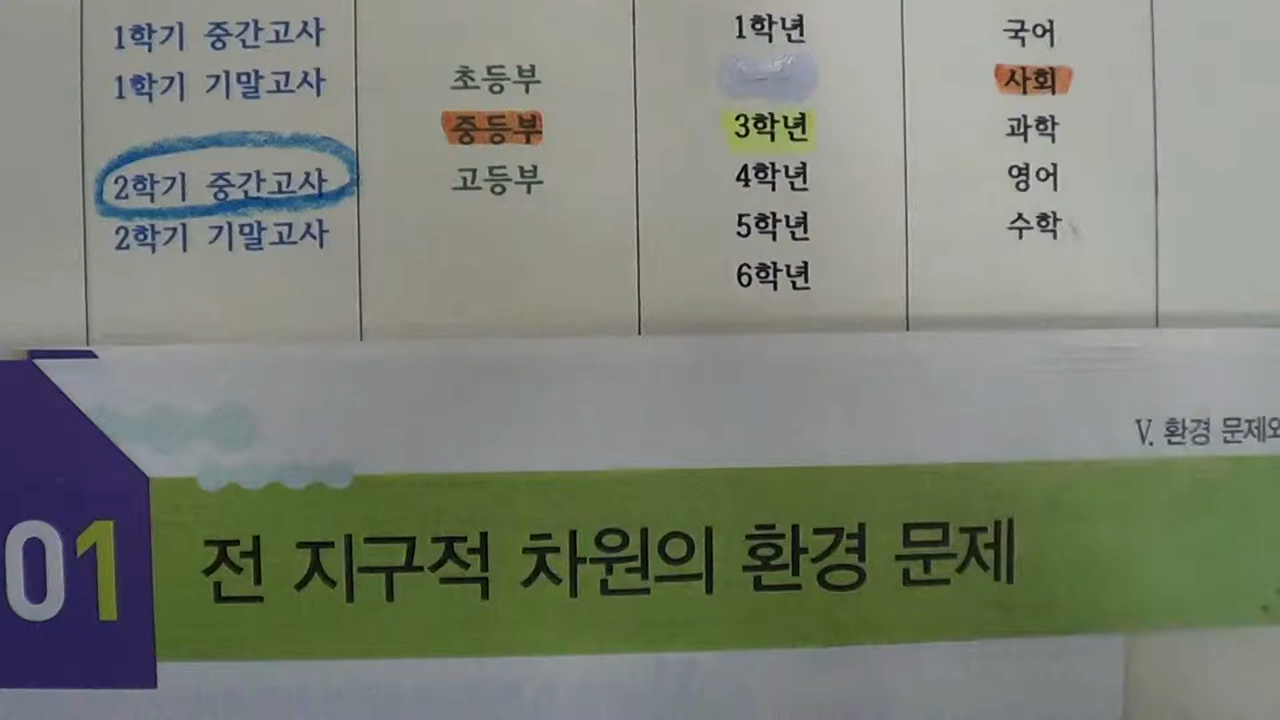 1학기 중간고사
1학기 기말고사
2학기 중간고사
2학기 기말고사
초등부
중등부
고등부
1학년
3학년
4학년
5학년
6학년
국어
사회
과학
영어
수학
V. 환경 문제와
01
전 지구적 차원의 환경 문제